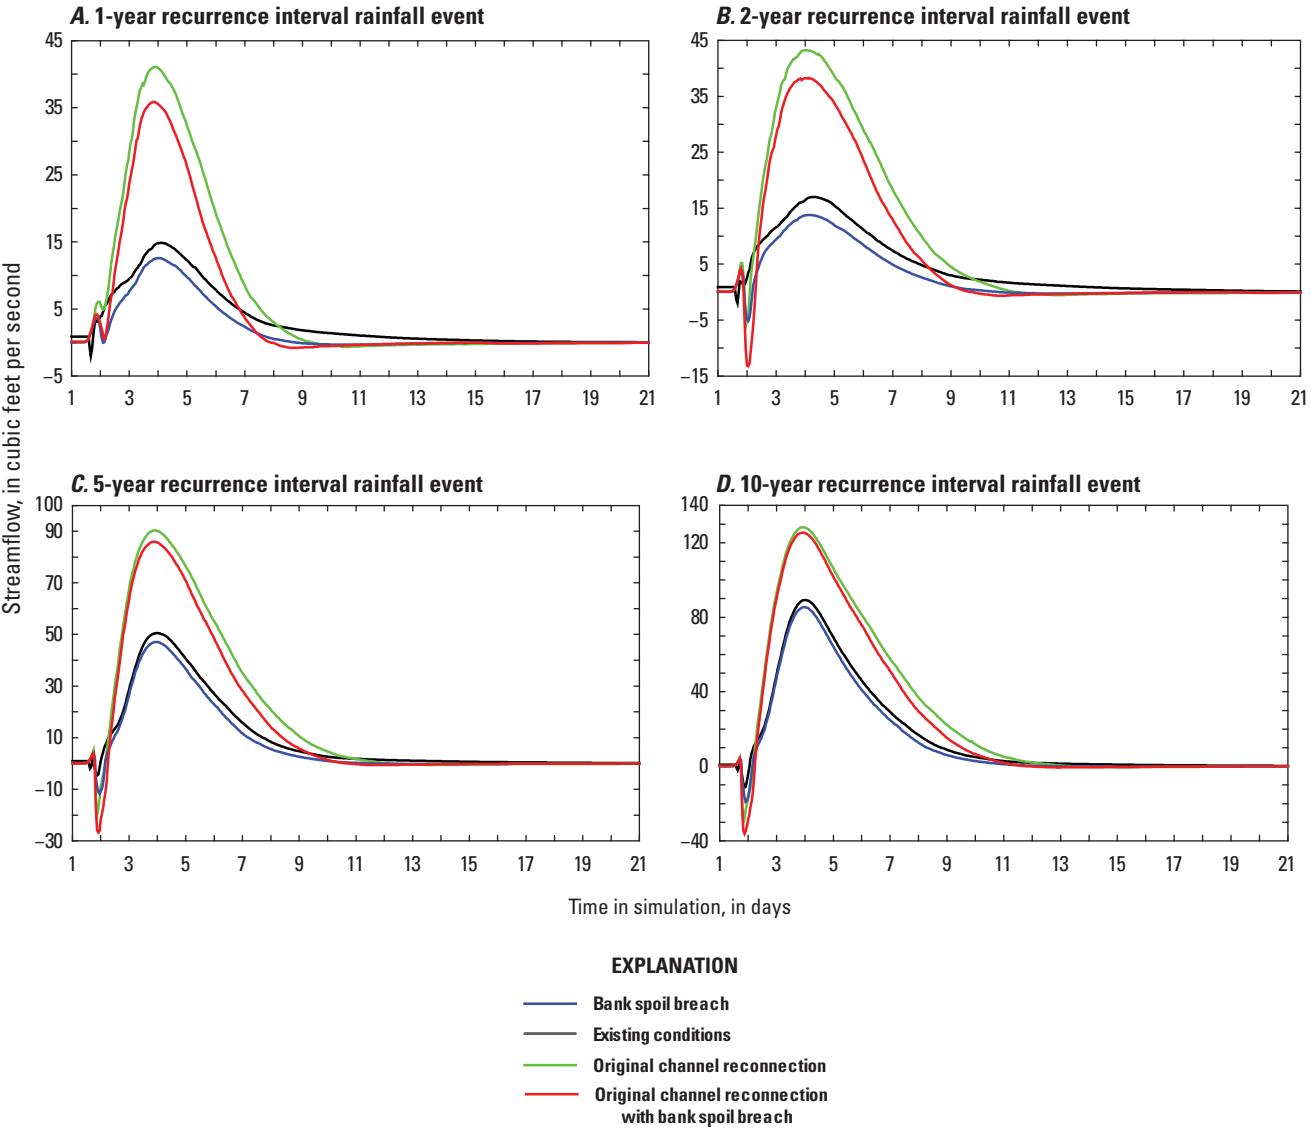 A. 1-year recurrence interval rainfall event
B. 2-year recurrence interval rainfall event
45
35
25
15
5
–5
1 3 5 7 9 11 13 15 17 19 21
45
35
25
15
5
–5
–15
1 3 5 7 9 11 13 15 17 19 21
Streamflow, in cubic feet per second
C. 5-year recurrence interval rainfall event
D. 10-year recurrence interval rainfall event
100
90
70
50
30
10
–10
–30
1 3 5 7 9 11 13 15 17 19 21
140
120
80
40
0
–40
1 3 5 7 9 11 13 15 17 19 21
Time in simulation, in days
EXPLANATION
Bank spoil breach
Existing conditions
Original channel reconnection
Original channel reconnection
with bank spoil breach